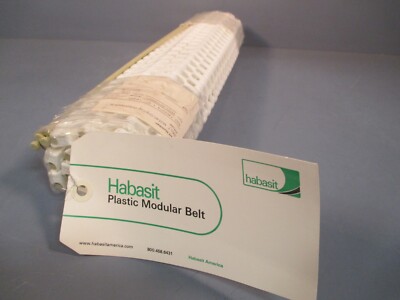 habasit
Habasit
Plastic Modular Belt
www.habasitamerica.com
800.458.6431
Habasit America